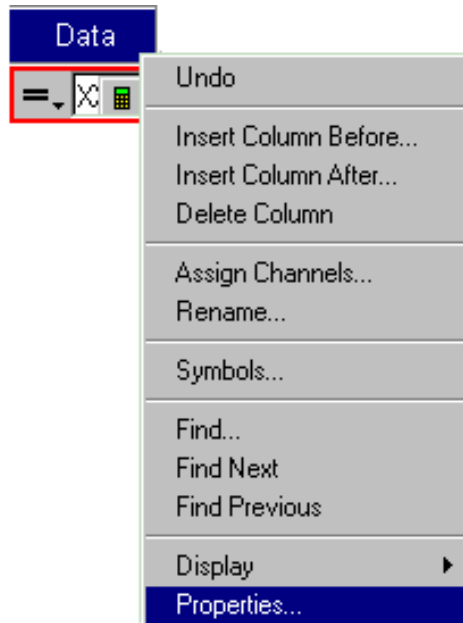 Data
Undo
Insert Column Before...
Insert Column After...
Delete Column
Assign Channels...
Rename...
Symbols...
Find...
Find Next
Find Previous
Display
Properties...